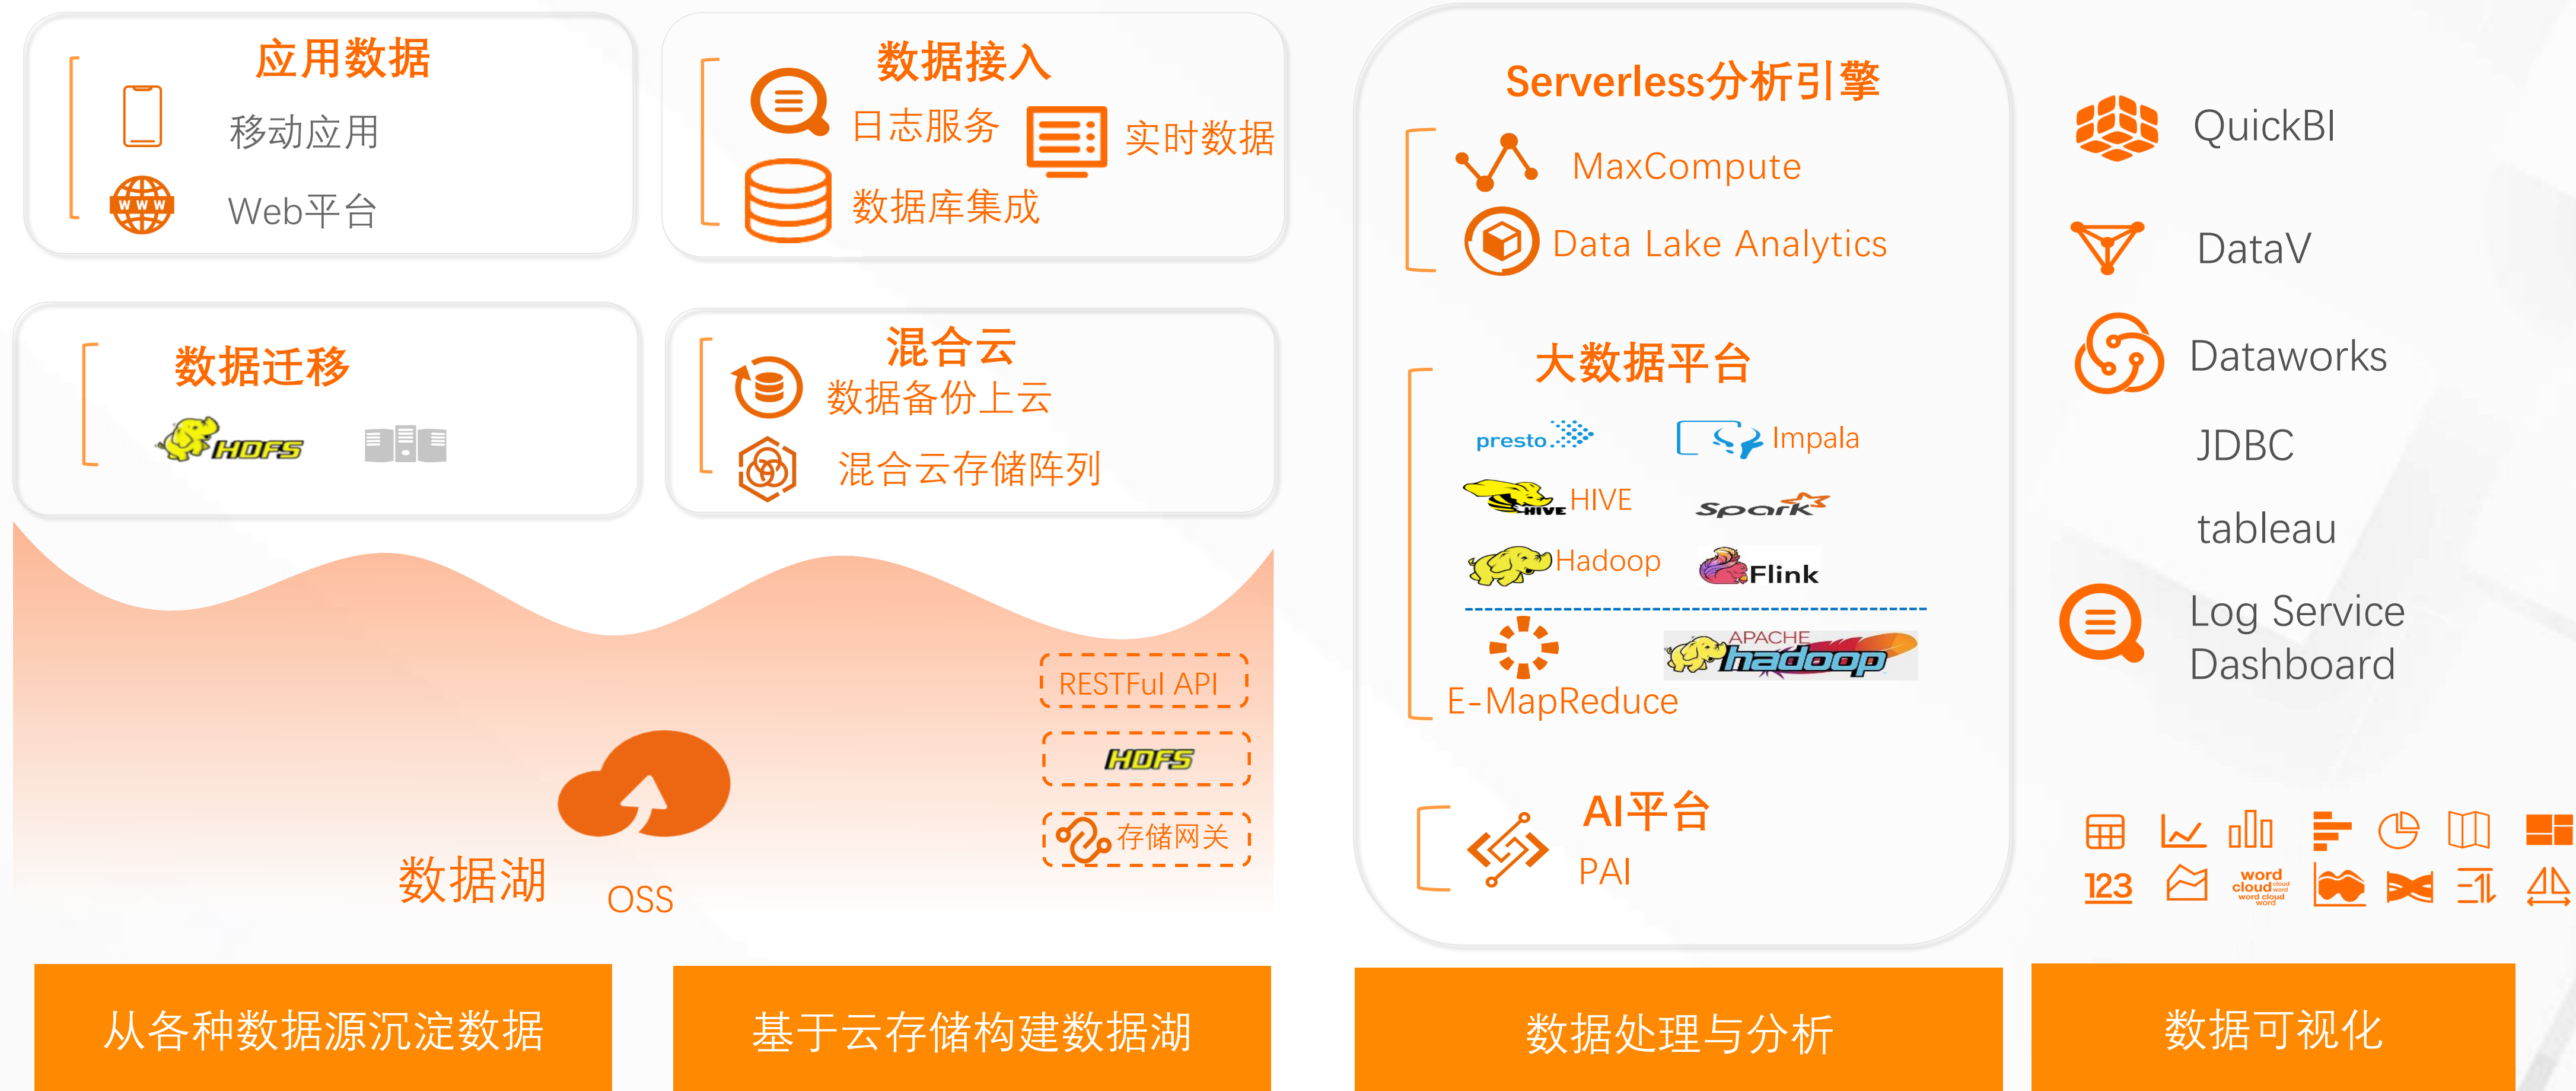 应用数据
移动应用
WWW
Web平台
数据接入
日志服务
实时数据
数据库集成
数据迁移
HDFS
混合云
数据备份上云
混合云存储阵列
RESTFul API
HDFS
存储网关
数据湖
OSS
从各种数据源沉淀数据
基于云存储构建数据湖
Serverless分析引擎
MaxCompute
Data Lake Analytics
大数据平台
presto
Impala
HIVE
HIVE
Spark
Hadoop
Flink
E-MapReduce
APACHE
hadoop
AI平台
PAI
数据处理与分析
QuickBI
DataV
Dataworks
JDBC
tableau
Log Service
Dashboard
123
word
cloud cloud
word
word cloud
word
数据可视化